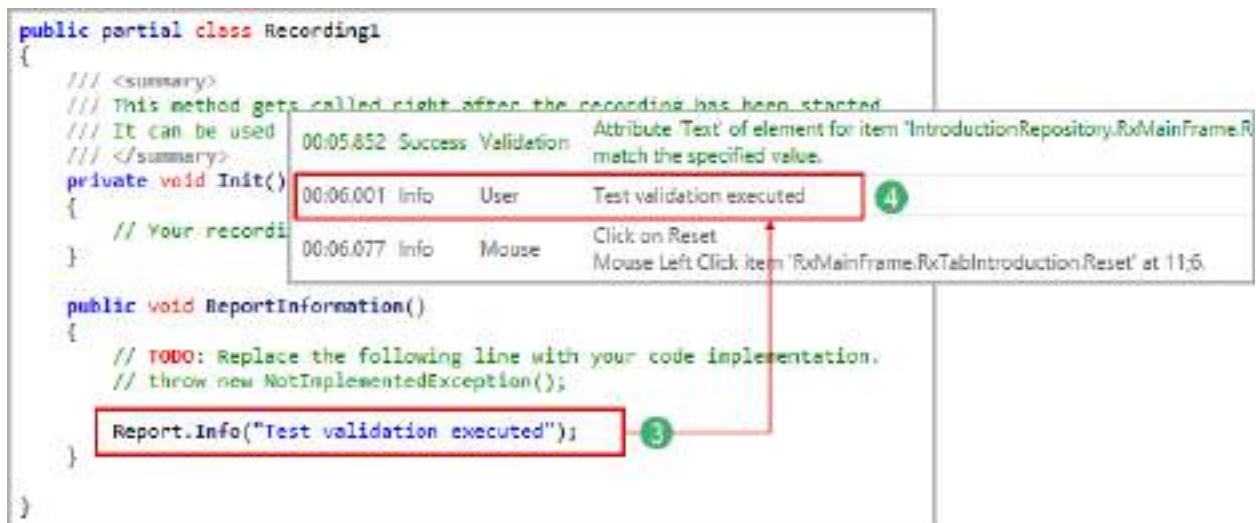 public partial class Recording1
{
/// <summary>
/// This method gets called right after the recording has been started
/// It can be used
/// </summary>
private void Init()
{
// Your recordi
}
00:05.852 Success Validation Attribute 'Text' of element for item 'IntroductionRepository.RxMainFrame.R
match the specified value.
00:06.001 Info User Test validation executed
4
00:06.077 Info Mouse Click on Reset
Mouse Left Click item 'RxMainFrame.RxTabIntroduction.Reset' at 11;6.
public void ReportInformation()
{
// TODO: Replace the following line with your code implementation.
// throw new NotImplementedException();
Report.Info("Test validation executed");
3
}
}